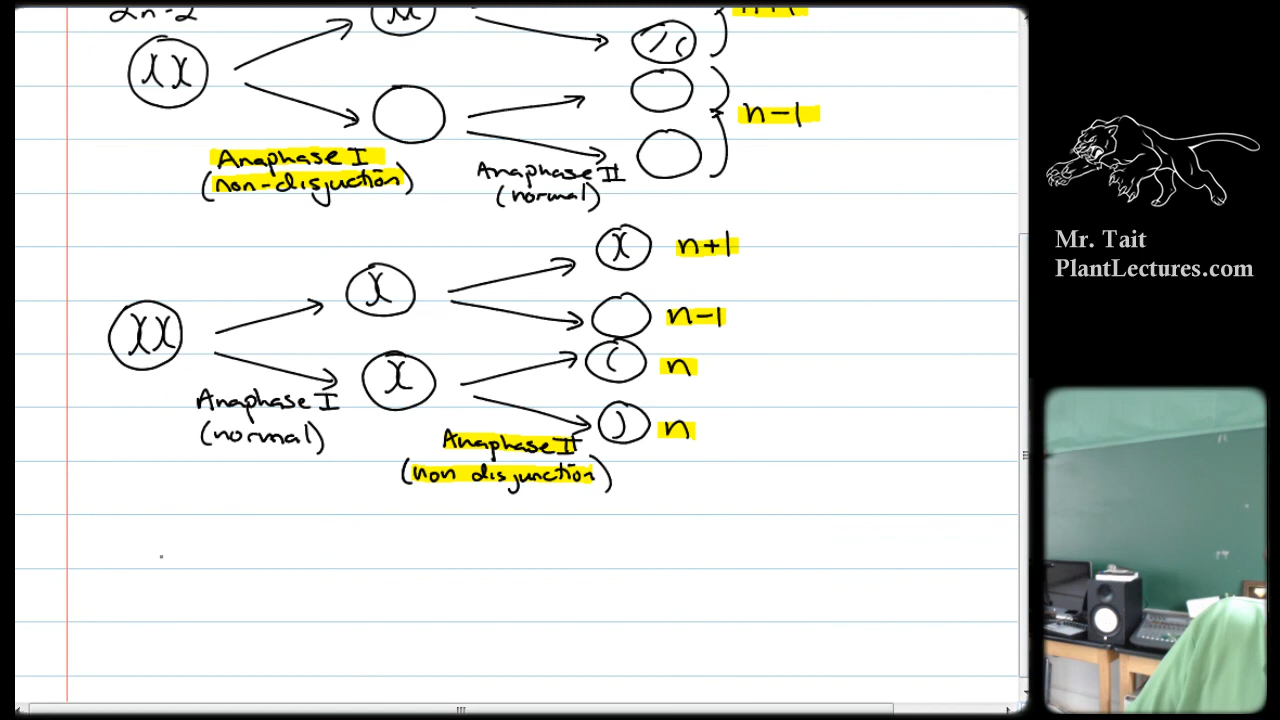 2n=2
n+1
n-1
Anaphase I
(non-disjuction)
Anaphase II
(normal)
n+1
n-1
n
n
Anaphase I
(normal)
Anaphase II
(non disjunction)
Mr. Tait
PlantLectures.com